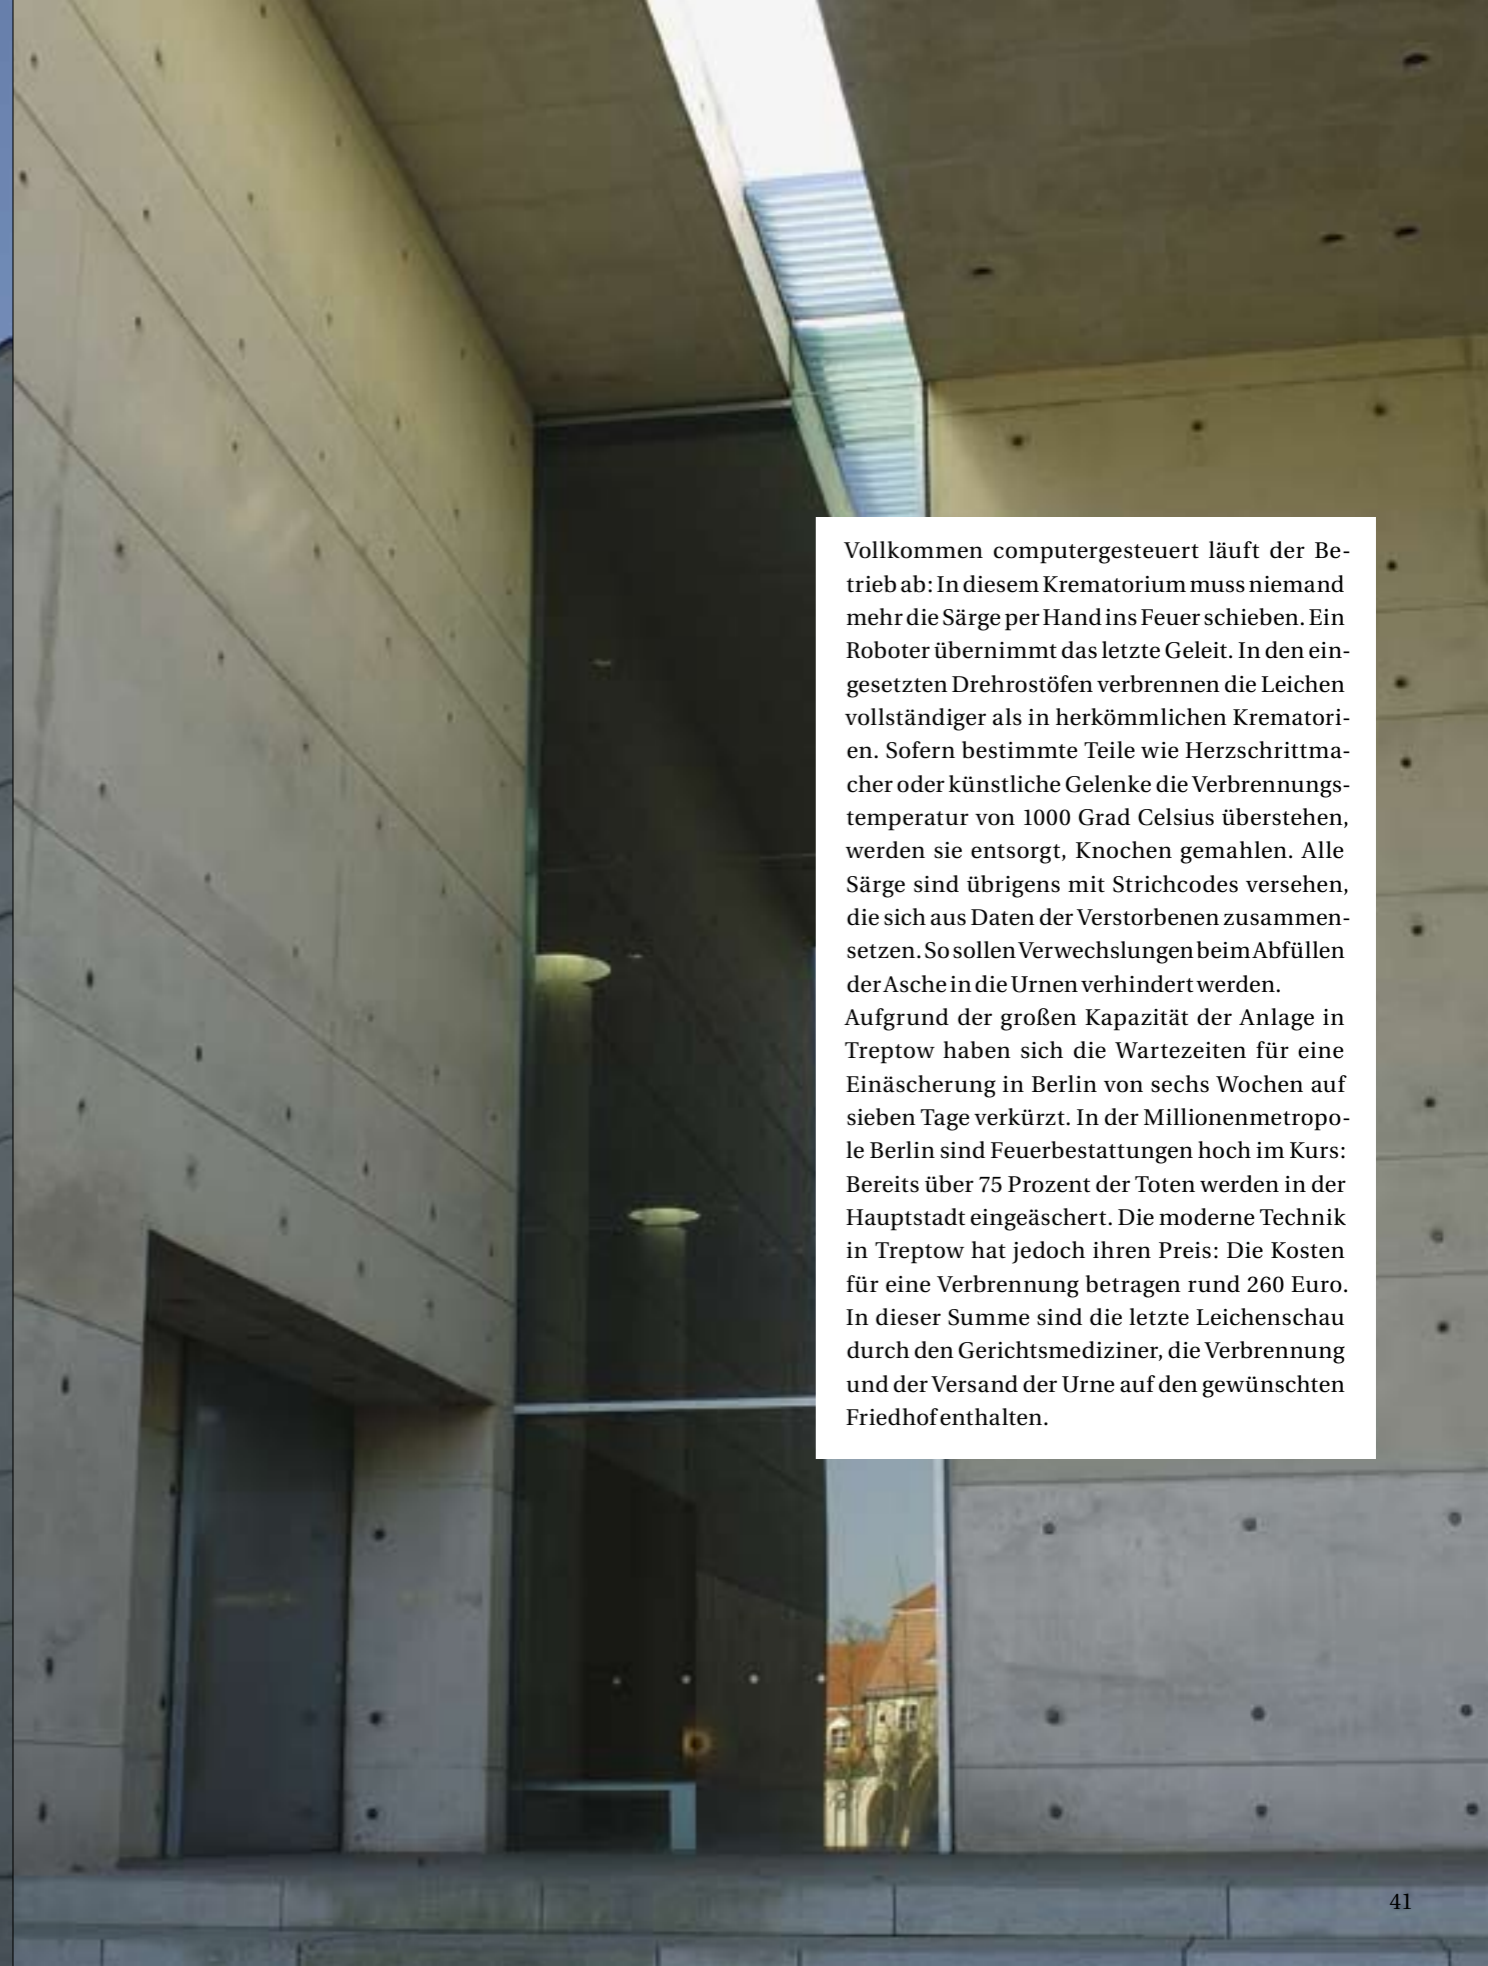 Vollkommen computergesteuert läuft der Be-
trieb ab: In diesem Krematorium muss niemand
mehr die Särge per Hand ins Feuer schieben. Ein
Roboter übernimmt das letzte Geleit. In den ein-
gesetzten Drehrostöfen verbrennen die Leichen
vollständiger als in herkömmlichen Krematori-
en. Sofern bestimmte Teile wie Herzschrittma-
cher oder künstliche Gelenke die Verbrennungs-
temperatur von 1000 Grad Celsius überstehen,
werden sie entsorgt, Knochen gemahlen. Alle
Särge sind übrigens mit Strichcodes versehen,
die sich aus Daten der Verstorbenen zusammen-
setzen. So sollen Verwechslungen beim Abfüllen
der Asche in die Urnen verhindert werden.
Aufgrund der großen Kapazität der Anlage in
Treptow haben sich die Wartezeiten für eine
Einäscherung in Berlin von sechs Wochen auf
sieben Tage verkürzt. In der Millionenmetropo-
le Berlin sind Feuerbestattungen hoch im Kurs:
Bereits über 75 Prozent der Toten werden in der
Hauptstadt eingeäschert. Die moderne Technik
in Treptow hat jedoch ihren Preis: Die Kosten
für eine Verbrennung betragen rund 260 Euro.
In dieser Summe sind die letzte Leichenschau
durch den Gerichtsmediziner, die Verbrennung
und der Versand der Urne auf den gewünschten
Friedhof enthalten.
41